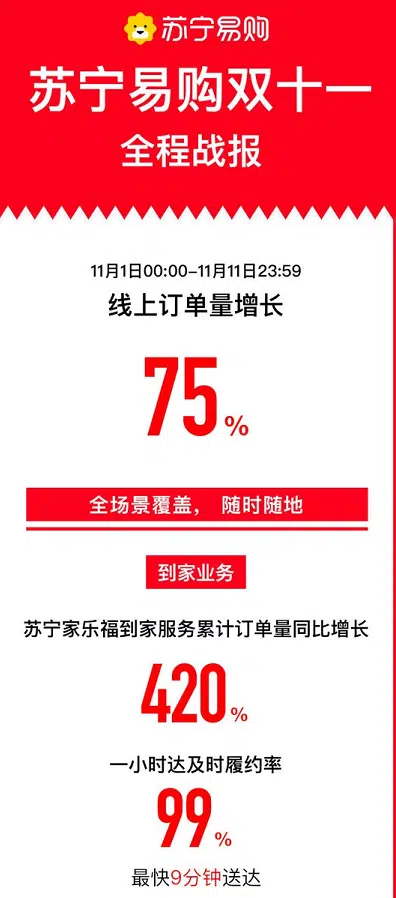 苏宁易购
苏宁易购双十一
全程战报
11月1日00:00-11月11日23:59
线上订单量增长
75%
全场景覆盖， 随时随地
到家业务
苏宁家乐福到家服务累计订单量同比增长
420%
一小时达及时履约率
99%
最快9分钟送达